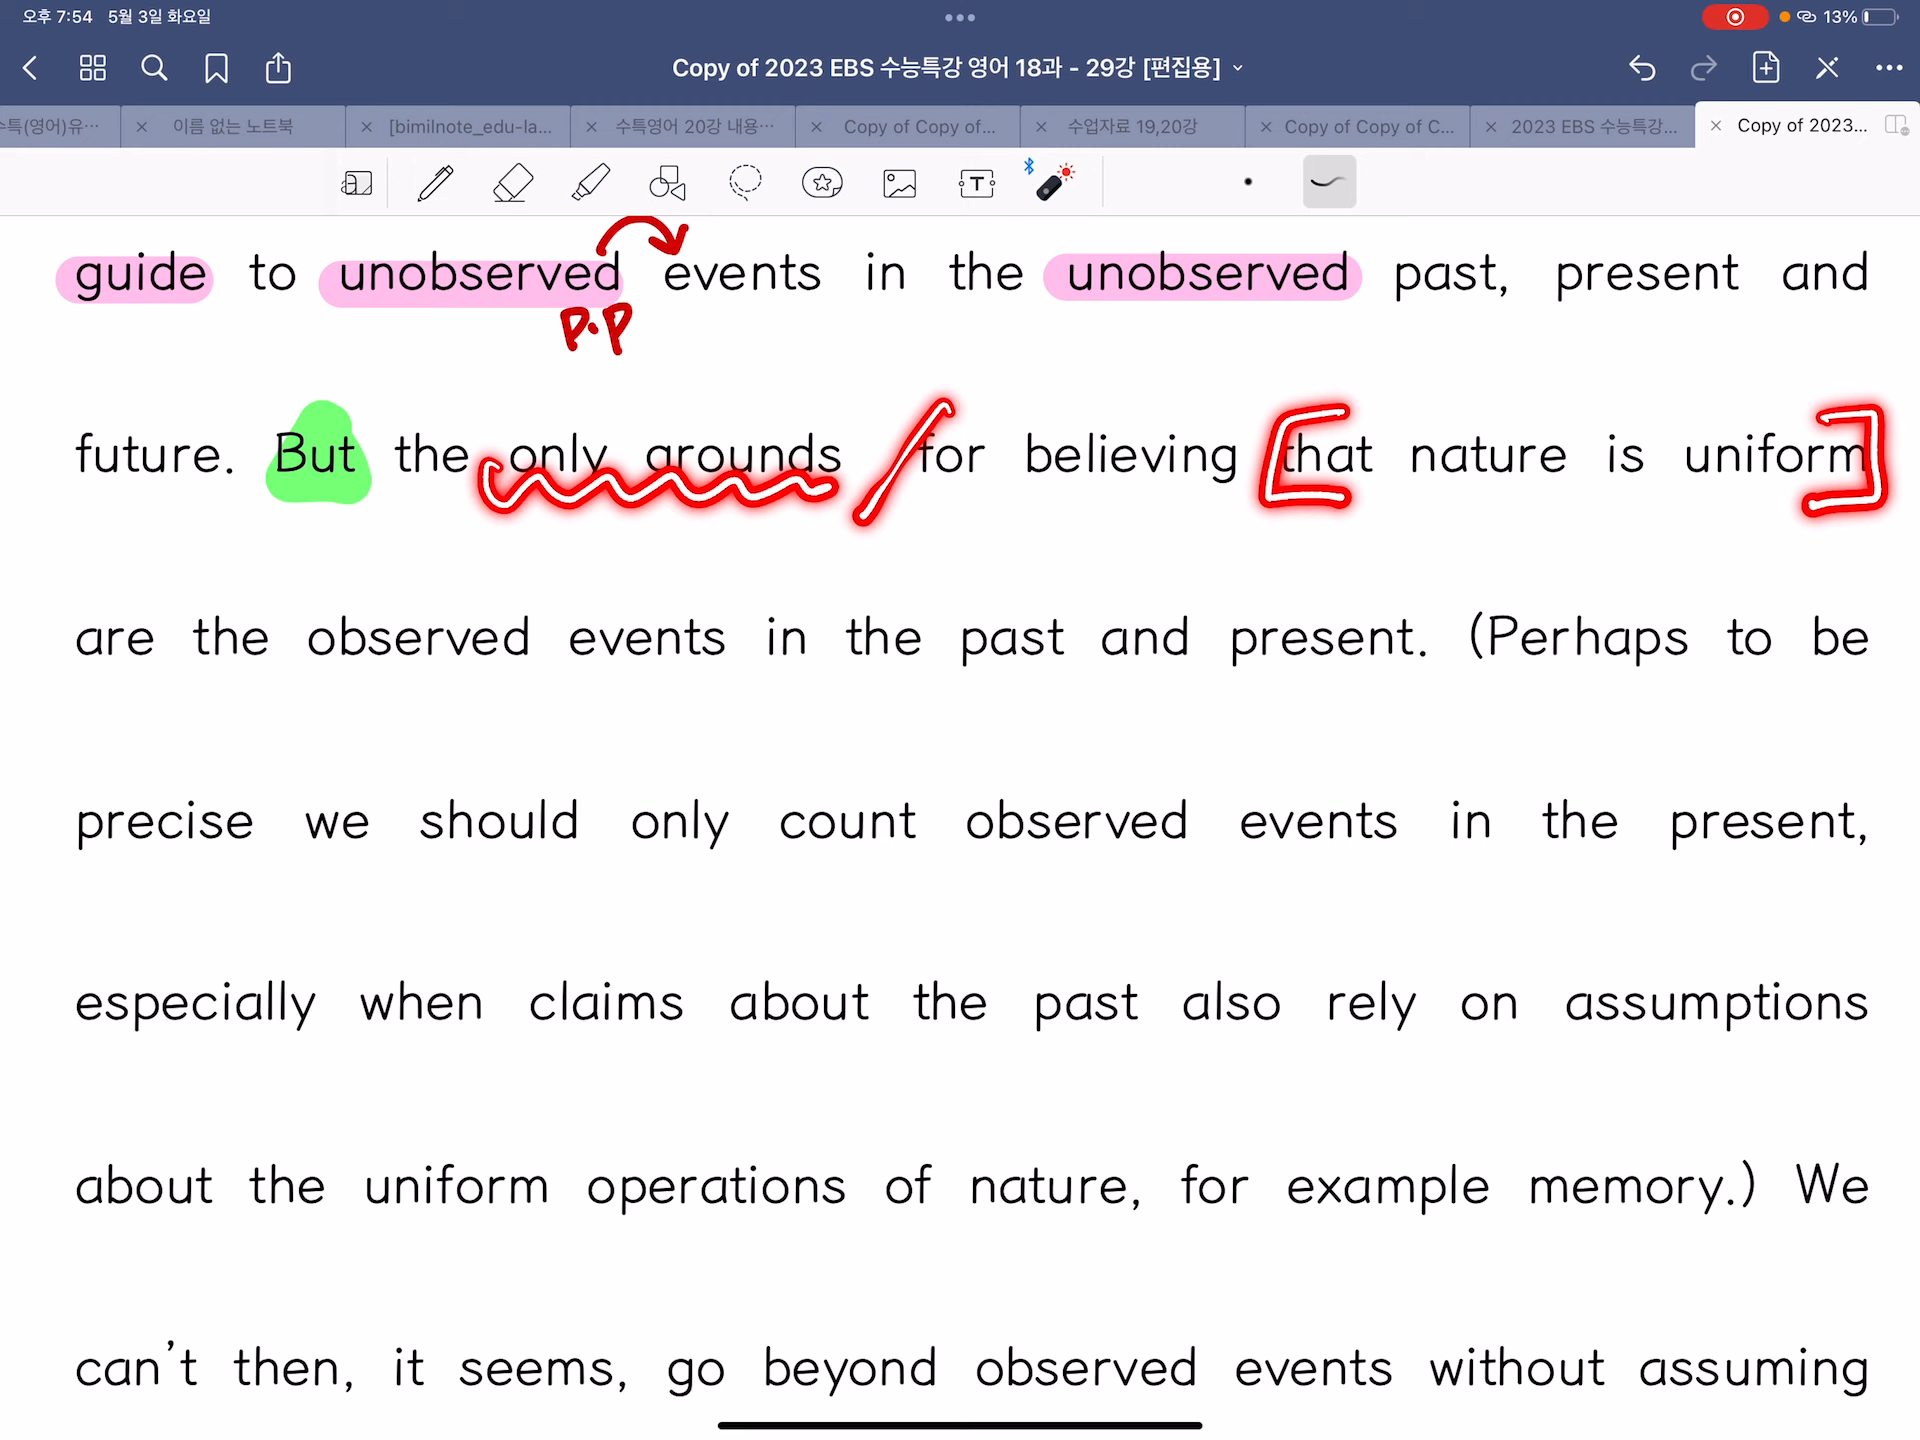 오후 7:54 5월 3일 화요일
13%
Copy of 2023 EBS 수능특강 영어 18과 - 29강 [편집용]
수특(영어)유…
이름 없는 노트북
[bimilnote_edu-la...
수특영어 20강 내용…
Copy of Copy of...
수업자료 19,20강
Copy of Copy of C...
2023 EBS 수능특강...
Copy of 2023...
guide to unobserved events in the unobserved past, present and
P.P
future. But the only grounds for believing that nature is uniform
are the observed events in the past and present. (Perhaps to be
precise we should only count observed events in the present,
especially when claims about the past also rely on assumptions
about the uniform operations of nature, for example memory.) We
can't then, it seems, go beyond observed events without assuming